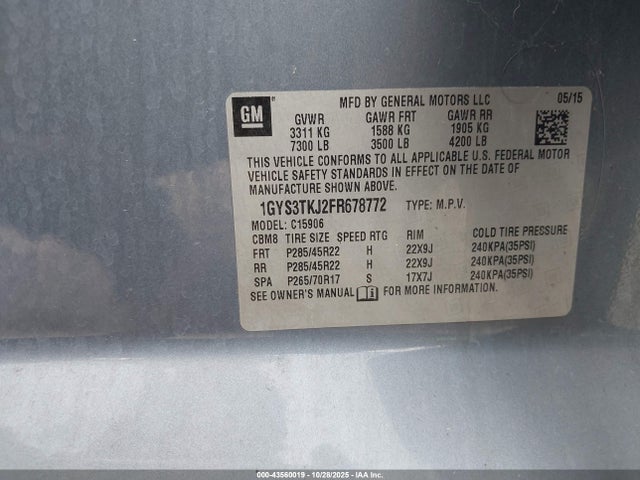 GM
MFD BY GENERAL MOTORS LLC 05/15
GVWR GAWR FRT GAWR RR
3311 KG 1588 KG 1905 KG
7300 LB 3500 LB 4200 LB
THIS VEHICLE CONFORMS TO ALL APPLICABLE U.S. FEDERAL MOTOR
VEHICLE SAFETY STANDARDS IN EFFECT ON THE DATE OF
MANUFACTURE SHOWN ABOVE.
1GYS3TKJ2FR678772 TYPE: M.P.V.
MODEL: C15906
CBM8 TIRE SIZE SPEED RTG RIM COLD TIRE PRESSURE
FRT P285/45R22 H 22X9J 240KPA(35PSI)
RR P285/45R22 H 22X9J 240KPA(35PSI)
SPA P265/70R17 S 17X7J 240KPA(35PSI)
SEE OWNER'S MANUAL FOR MORE INFORMATION.
000-43560019 | 10/28/2025 | IAAI.COM